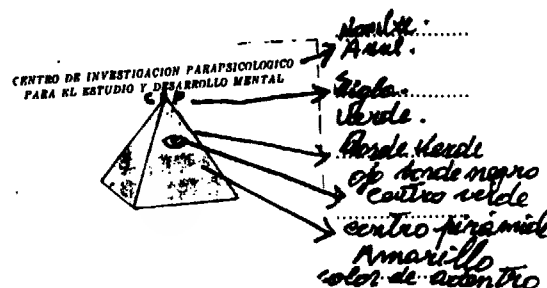 Nombre.
Azul.
CENTRO DE INVESTIGACION PARAPSICOLOGICO
PARA EL ESTUDIO Y DESARROLLO MENTAL
C I P
Sigla.
Verde.
Borde Verde
ojo borde negro
centro verde
centro pirámide
Amarillo
color de adentro